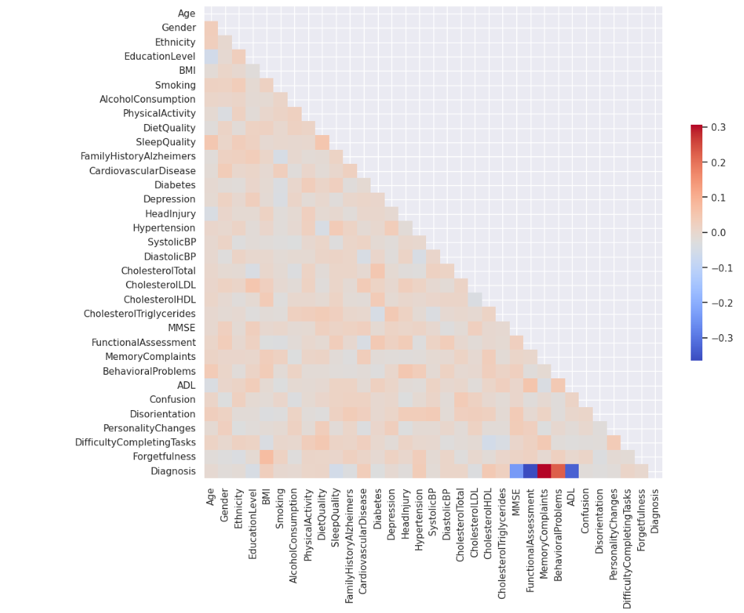 Age
Gender
Ethnicity
EducationLevel
BMI
Smoking
AlcoholConsumption
PhysicalActivity
DietQuality
SleepQuality
FamilyHistoryAlzheimers
CardiovascularDisease
Diabetes
Depression
HeadInjury
Hypertension
SystolicBP
DiastolicBP
CholesterolTotal
CholesterolLDL
CholesterolHDL
CholesterolTriglycerides
MMSE
FunctionalAssessment
MemoryComplaints
BehavioralProblems
ADL
Confusion
Disorientation
PersonalityChanges
DifficultyCompletingTasks
Forgetfulness
Diagnosis
Age
Gender
Ethnicity
EducationLevel
BMI
Smoking
AlcoholConsumption
PhysicalActivity
DietQuality
SleepQuality
FamilyHistoryAlzheimers
CardiovascularDisease
Diabetes
Depression
HeadInjury
Hypertension
SystolicBP
DiastolicBP
CholesterolTotal
CholesterolLDL
CholesterolHDL
CholesterolTriglycerides
MMSE
FunctionalAssessment
MemoryComplaints
BehavioralProblems
ADL
Confusion
Disorientation
PersonalityChanges
DifficultyCompletingTasks
Forgetfulness
Diagnosis
0.3
0.2
0.1
0.0
−0.1
−0.2
−0.3